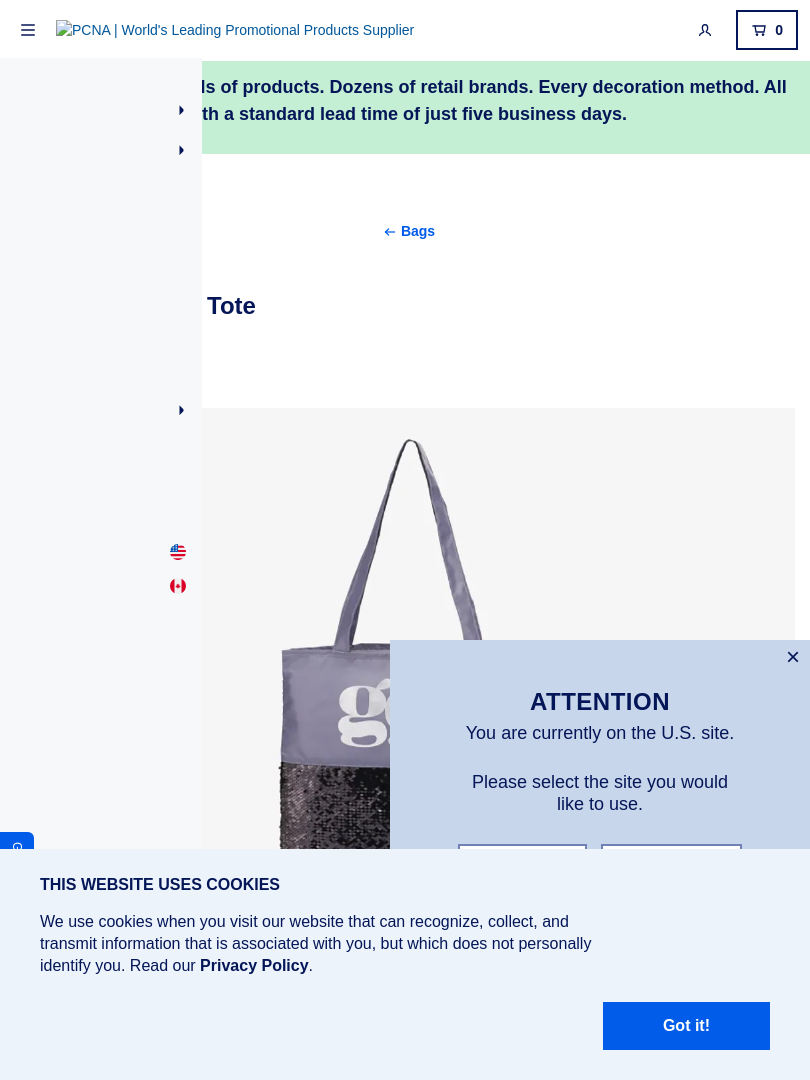 PCNA | World's Leading Promotional Products Supplier
0
of products. Dozens of retail brands. Every decoration method. All
a standard lead time of just five business days.
Bags
Tote
ATTENTION
You are currently on the U.S. site.
Please select the site you would
like to use.
THIS WEBSITE USES COOKIES
We use cookies when you visit our website that can recognize, collect, and
transmit information that is associated with you, but which does not personally
identify you. Read our Privacy Policy.
Got it!